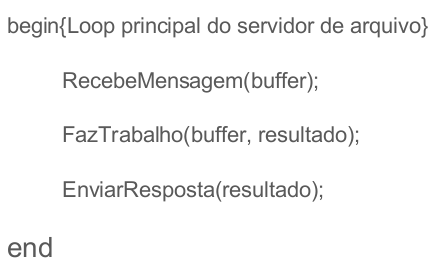 begin{Loop principal do servidor de arquivo}
RecebeMensagem(buffer);
FazTrabalho(buffer, resultado);
EnviarResposta(resultado);
end